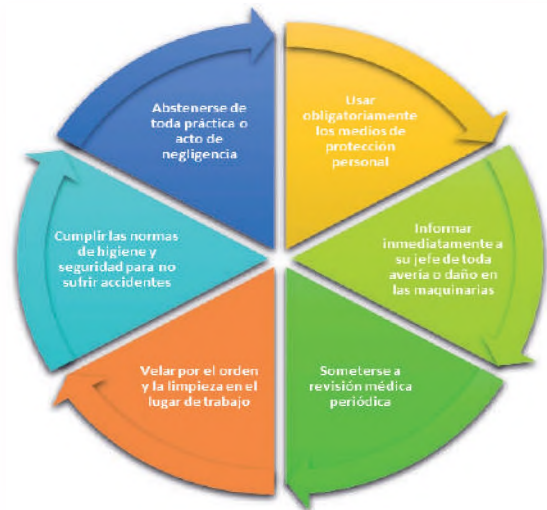 Usar
obligatoriamente
los medios de
protección
personal
Informar
inmediatamente a
su jefe de toda
avería o daño en
las maquinarias
Someterse a
revisión médica
periódica
Velar por el orden
y la limpieza en el
lugar de trabajo
Cumplir las normas
de higiene y
seguridad para no
sufrir accidentes
Abstenerse de
toda práctica o
acto de
negligencia